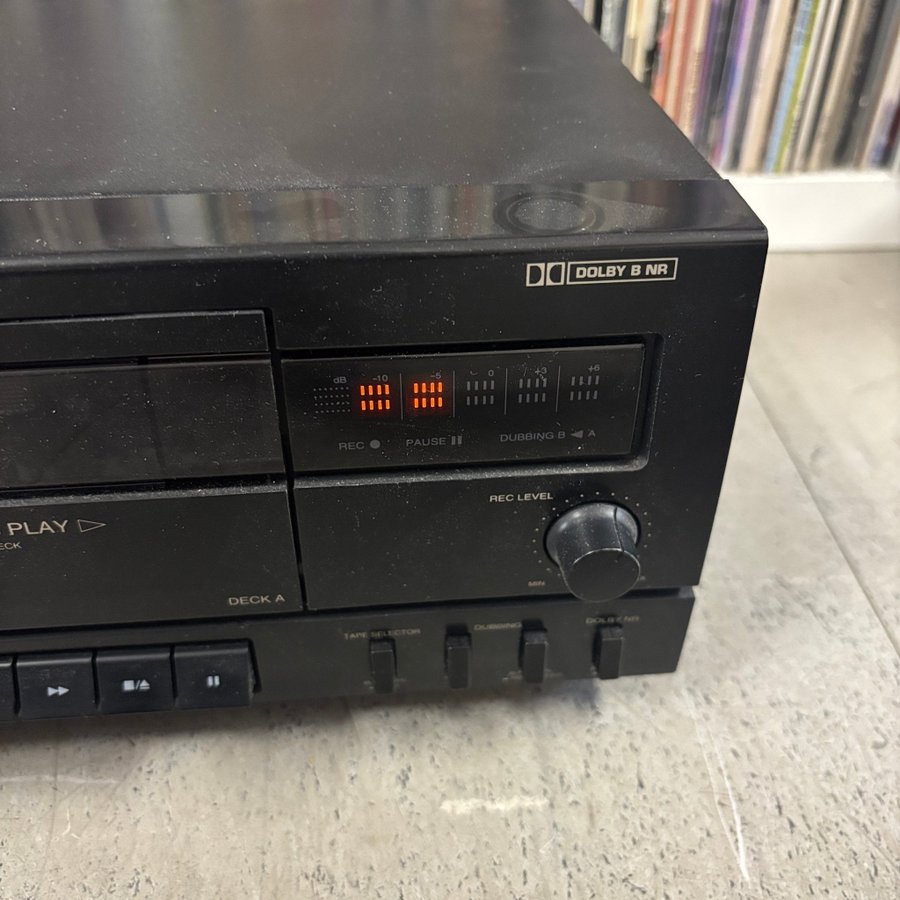 DOLBY B NR
dB -10 -5 0 +3 +6
REC PAUSE DUBBING B ◀ A
REC LEVEL
MIN
PLAY ▷
DECK A
TAPE SELECTOR DUBBING DOLBY NR